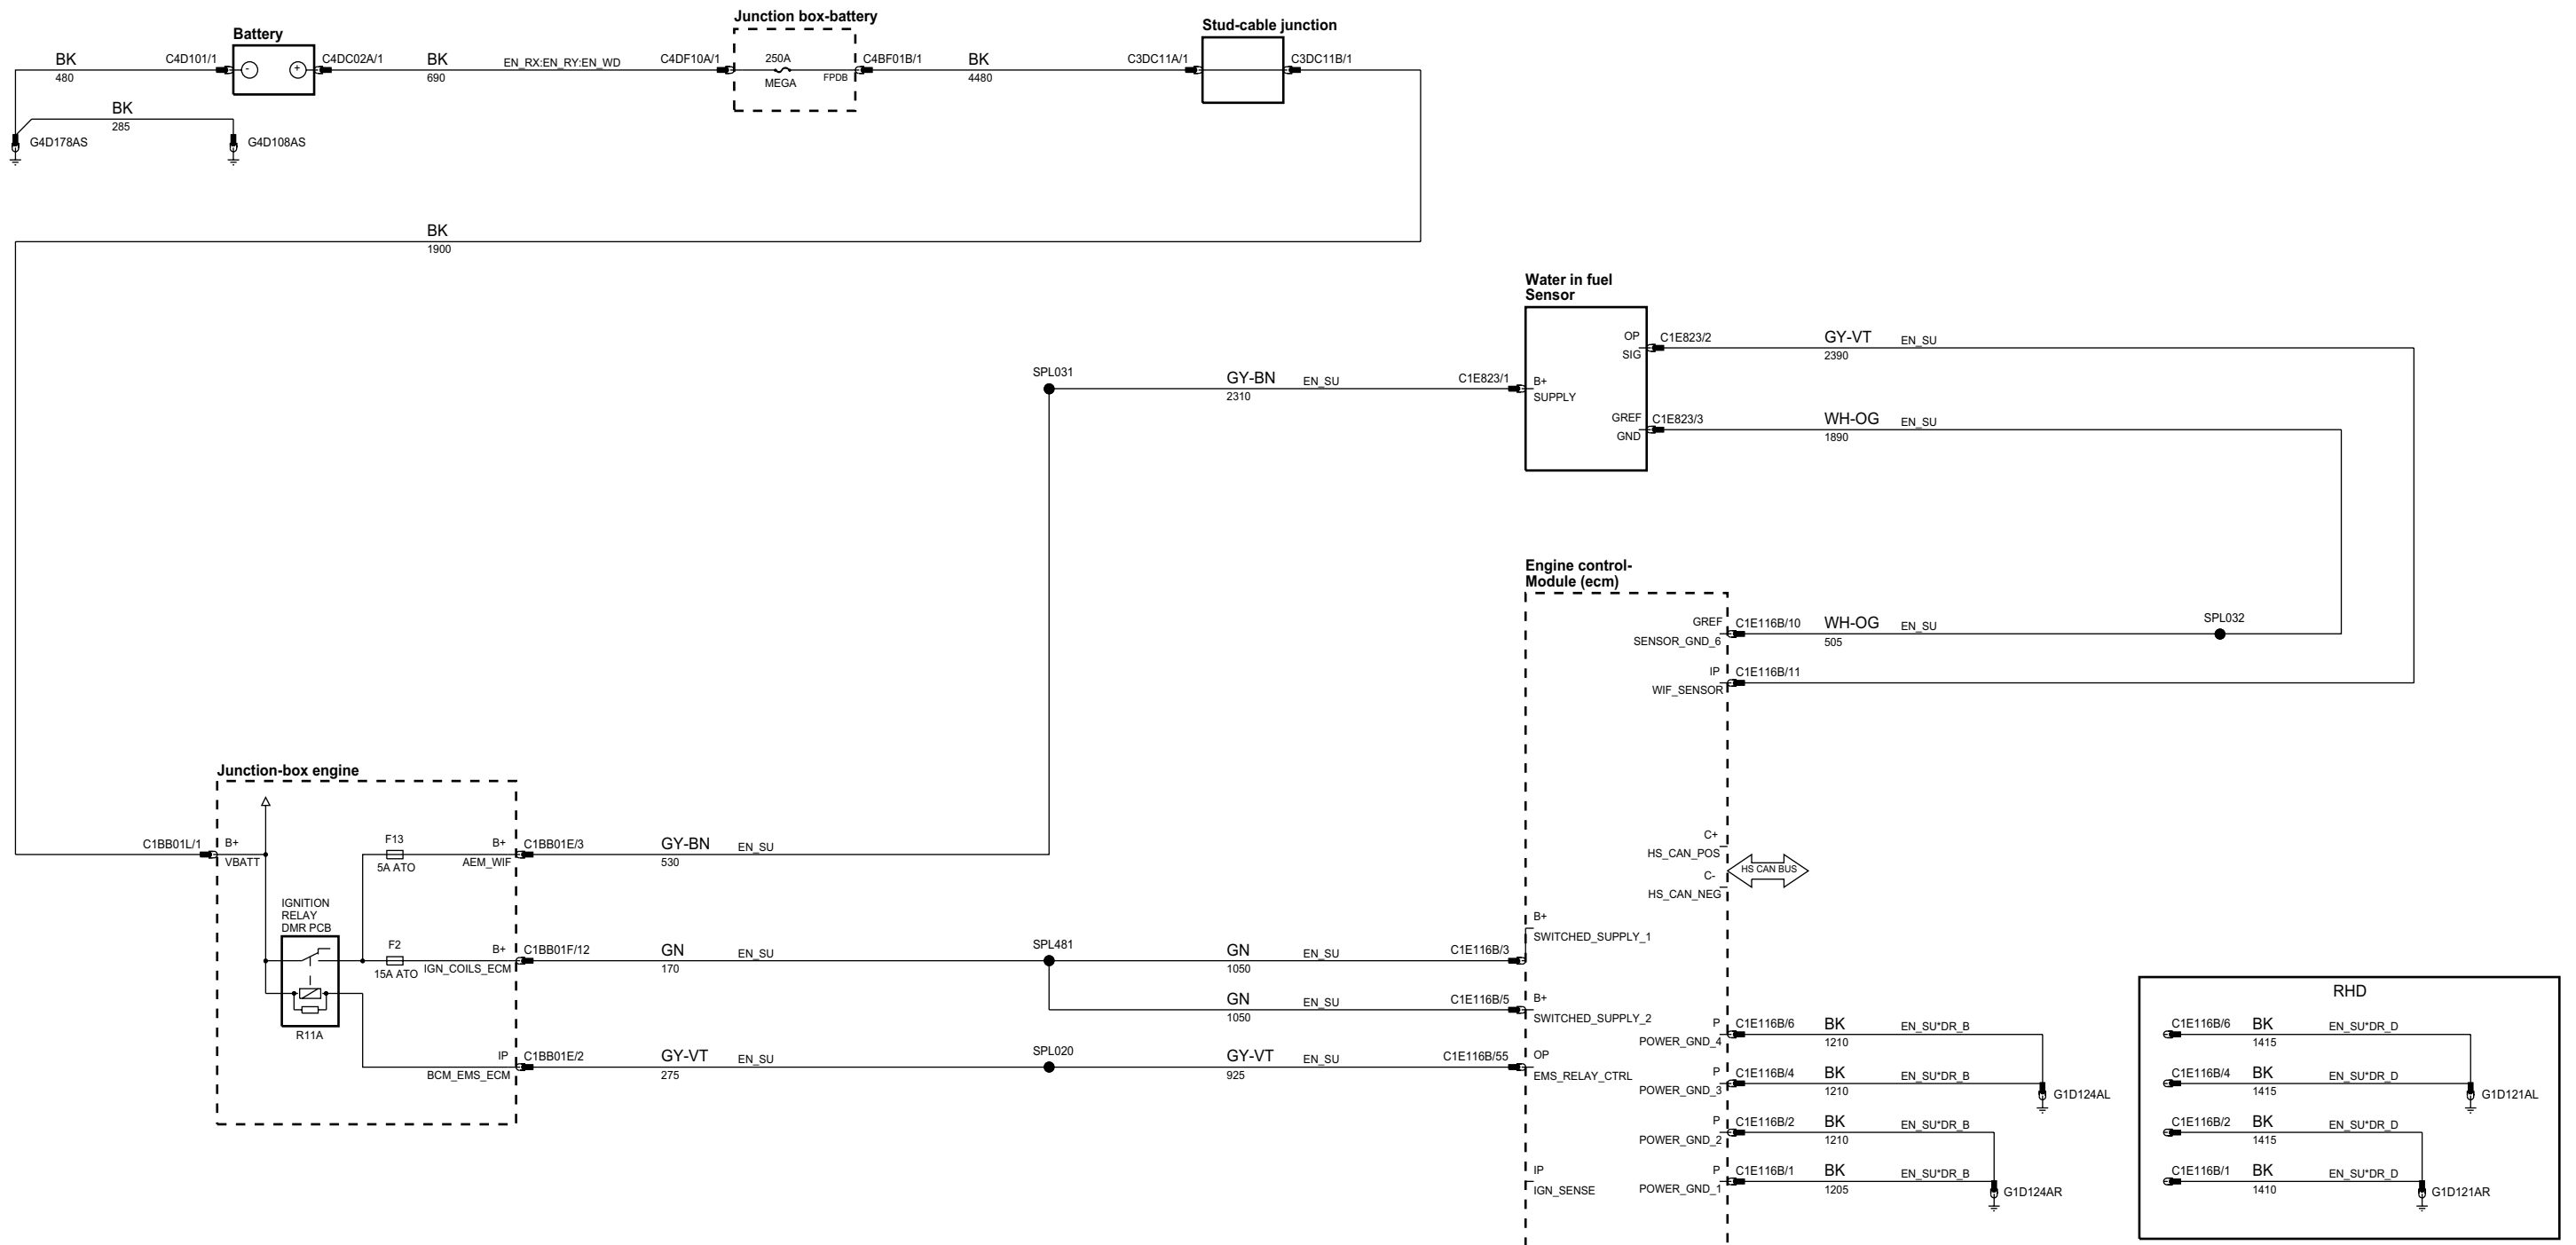 Battery
Junction box-battery
Stud-cable junction
BK
480
C4D101/1
-
+
C4DC02A/1
BK
690
EN_RX:EN_RY:EN_WD
C4DF10A/1
250A
MEGA
FPDB
C4BF01B/1
BK
4480
C3DC11A/1
C3DC11B/1
BK
285
G4D178AS
G4D108AS
BK
1900
Water in fuel
Sensor
OP
SIG
C1E823/2
GY-VT
2390
EN_SU
SPL031
GY-BN
2310
EN_SU
C1E823/1
B+
SUPPLY
GREF
GND
C1E823/3
WH-OG
1890
EN_SU
Engine control-
Module (ecm)
GREF
SENSOR_GND_6
C1E116B/10
WH-OG
505
EN_SU
SPL032
IP
WIF_SENSOR
C1E116B/11
Junction-box engine
C1BB01L/1
B+
VBATT
F13
5A ATO
B+
AEM_WIF
C1BB01E/3
GY-BN
530
EN_SU
C+
HS_CAN_POS
HS CAN BUS
C-
HS_CAN_NEG
IGNITION
RELAY
DMR PCB
R11A
F2
15A ATO
B+
IGN_COILS_ECM
C1BB01F/12
GN
170
EN_SU
SPL481
GN
1050
EN_SU
C1E116B/3
B+
SWITCHED_SUPPLY_1
GN
1050
EN_SU
C1E116B/5
B+
SWITCHED_SUPPLY_2
IP
BCM_EMS_ECM
C1BB01E/2
GY-VT
275
EN_SU
SPL020
GY-VT
925
EN_SU
C1E116B/55
OP
EMS_RELAY_CTRL
IP
IGN_SENSE
P
POWER_GND_4
C1E116B/6
BK
1210
EN_SU*DR_B
P
POWER_GND_3
C1E116B/4
BK
1210
EN_SU*DR_B
G1D124AL
P
POWER_GND_2
C1E116B/2
BK
1210
EN_SU*DR_B
P
POWER_GND_1
C1E116B/1
BK
1205
EN_SU*DR_B
G1D124AR
RHD
C1E116B/6
BK
1415
EN_SU*DR_D
C1E116B/4
BK
1415
EN_SU*DR_D
G1D121AL
C1E116B/2
BK
1415
EN_SU*DR_D
C1E116B/1
BK
1410
EN_SU*DR_D
G1D121AR